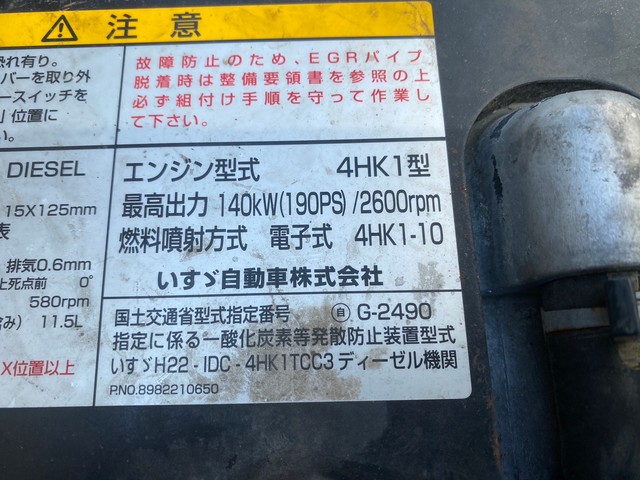 注意
れ有り。
バーを取り外
ースイッチを
位置に
い。
故障防止のため、EGRパイプ
脱着時は整備要領書を参照の上
必ず組付け手順を守って作業し
て下さい。
DIESEL
115X125mm
表
排気0.6mm
上死点前 0°
580rpm
含み) 11.5L
X位置以上
エンジン型式 4HK1型
最高出力 140kW(190PS)/2600rpm
燃料噴射方式 電子式 4HK1-10
いすゞ自動車株式会社
国土交通省型式指定番号 ㊀自 G-2490
指定に係る一酸化炭素等発散防止装置型式
いすゞH22-IDC-4HK1TCC3ディーゼル機関
P.NO.8982210650